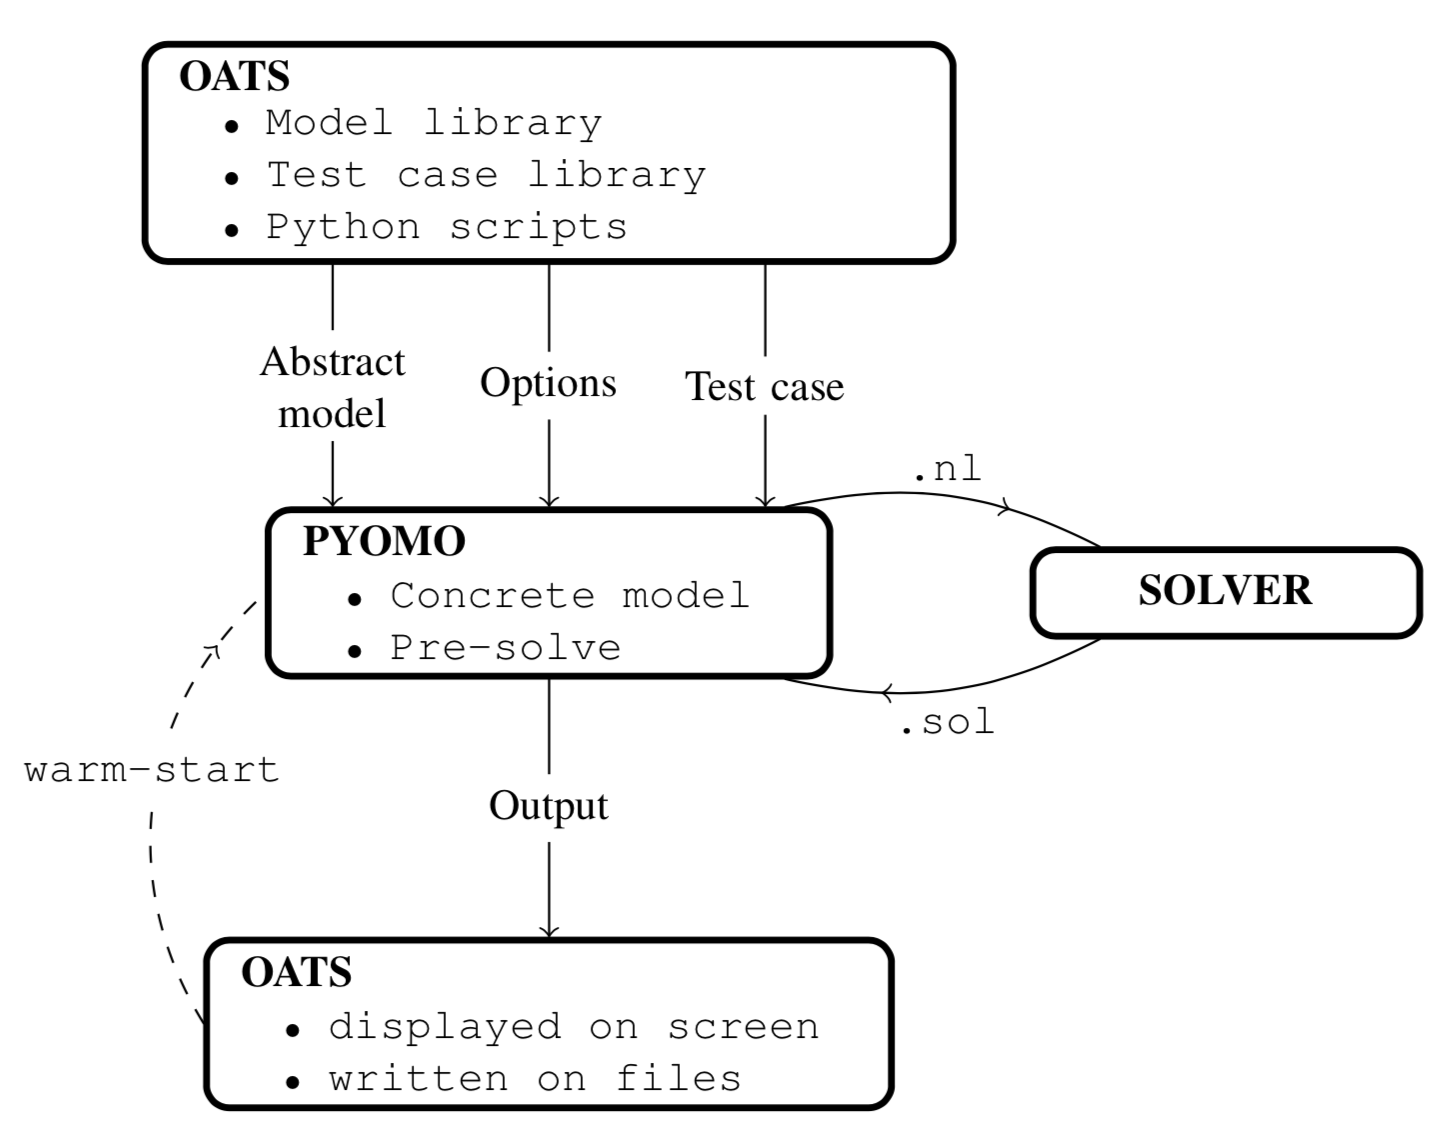 OATS
• Model library
• Test case library
• Python scripts
Abstract
model
Options
Test case
.nl
PYOMO
• Concrete model
• Pre-solve
SOLVER
.sol
warm-start
Output
OATS
• displayed on screen
• written on files